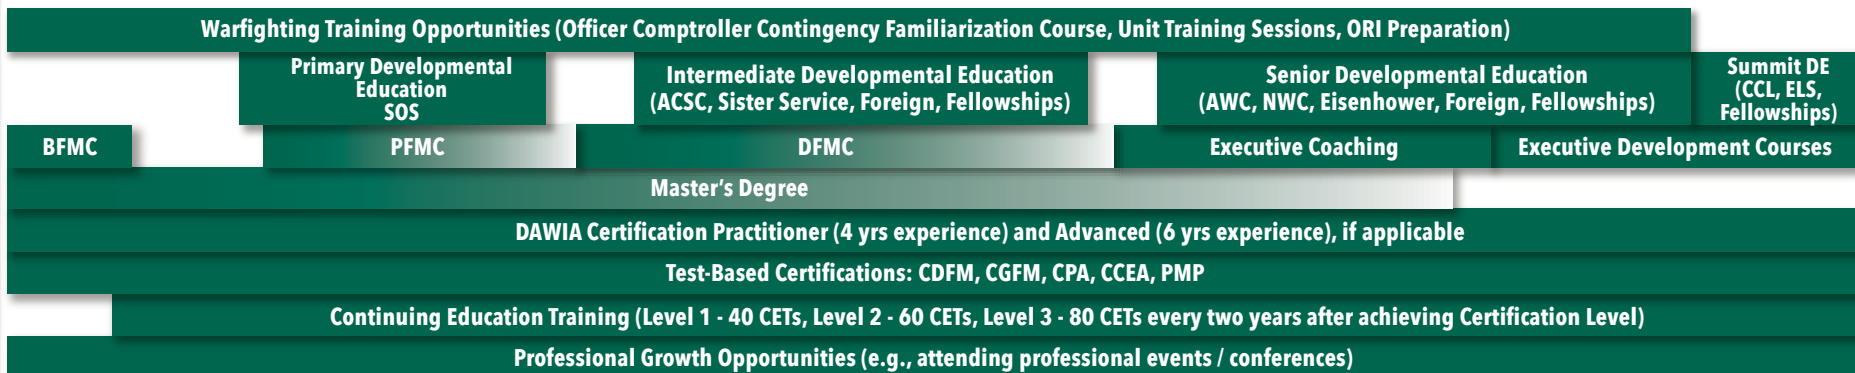 Warfighting Training Opportunities (Officer Comptroller Contingency Familiarization Course, Unit Training Sessions, ORI Preparation)
Primary Developmental
Education
SOS
Intermediate Developmental Education
(ACSC, Sister Service, Foreign, Fellowships)
Senior Developmental Education
(AWC, NWC, Eisenhower, Foreign, Fellowships)
Summit DE
(CCL, ELS,
Fellowships)
BFMC
PFMC
DFMC
Executive Coaching
Executive Development Courses
Master's Degree
DAWIA Certification Practitioner (4 yrs experience) and Advanced (6 yrs experience), if applicable
Test-Based Certifications: CDFM, CGFM, CPA, CCEA, PMP
Continuing Education Training (Level 1 - 40 CETs, Level 2 - 60 CETs, Level 3 - 80 CETs every two years after achieving Certification Level)
Professional Growth Opportunities (e.g., attending professional events / conferences)